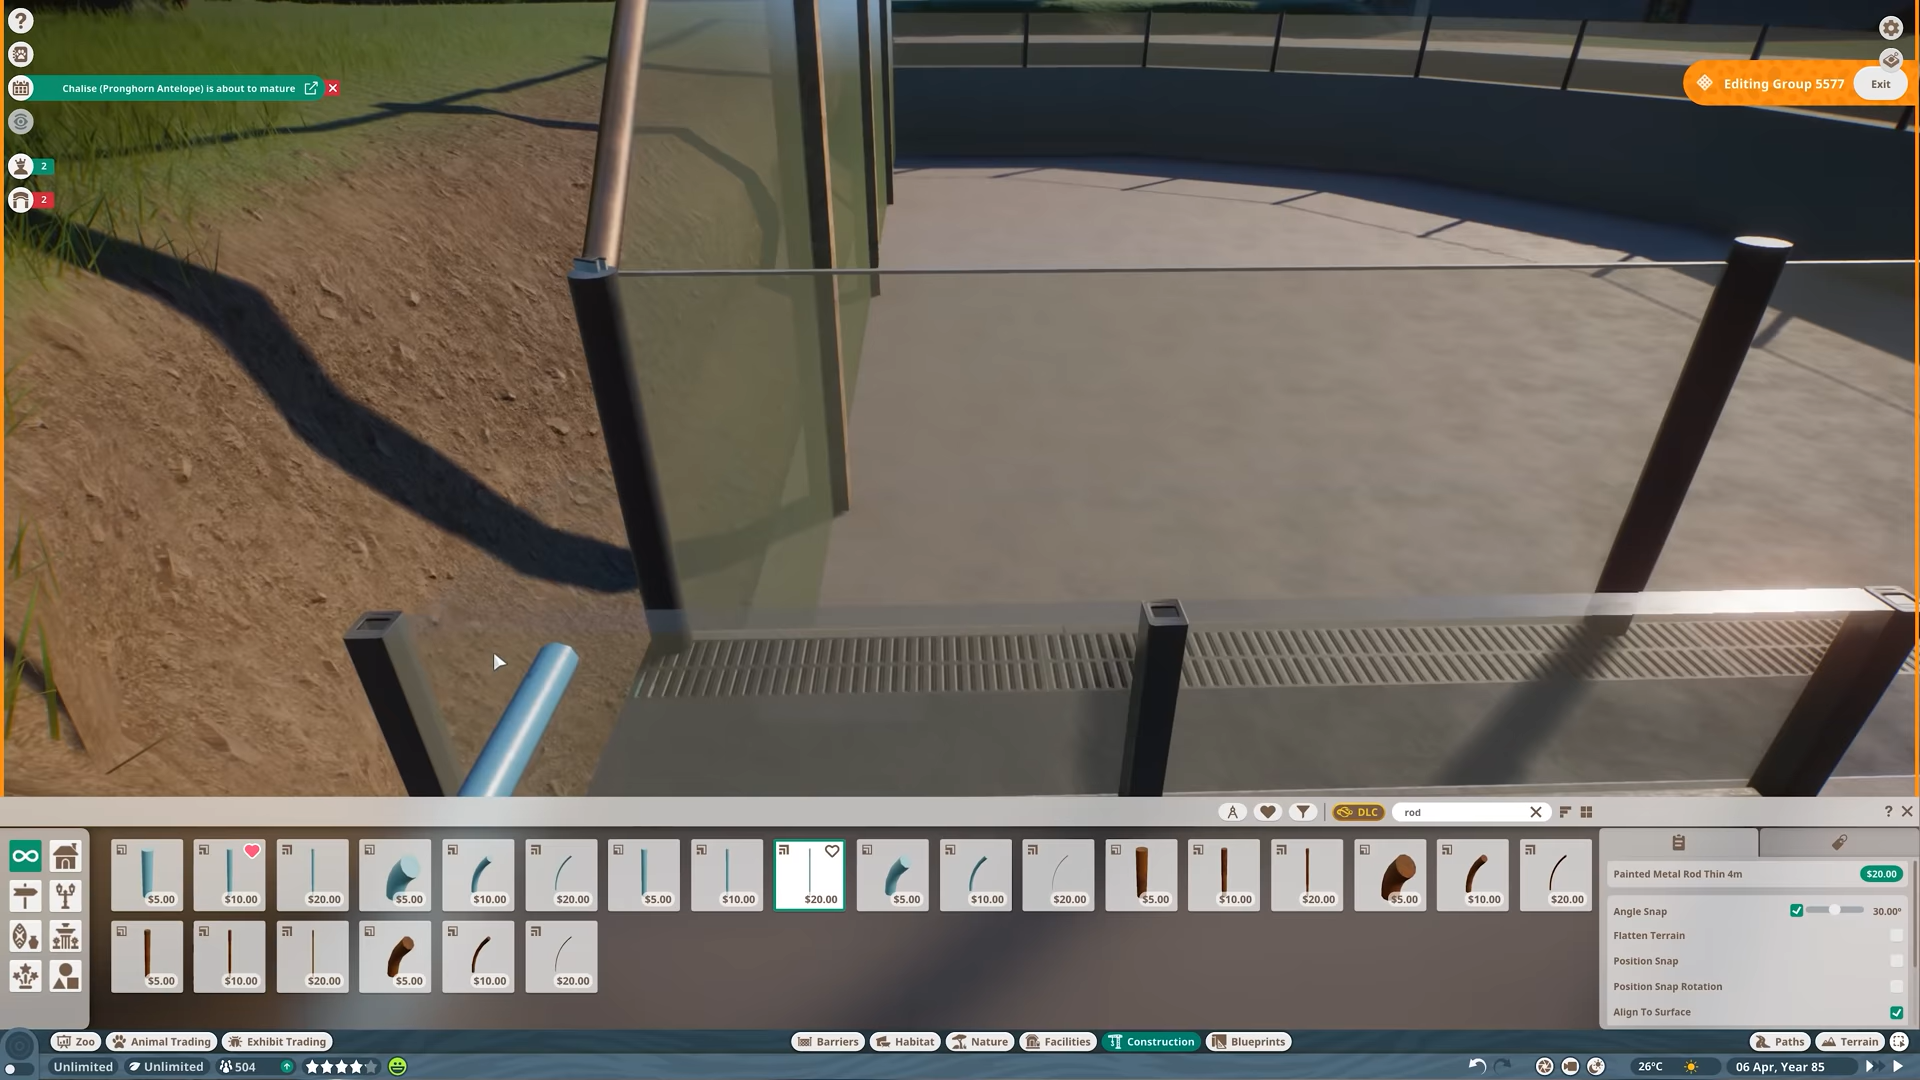 ?
Chalise (Pronghorn Antelope) is about to mature
Editing Group 5577
Exit
2
2
DLC
rod
?
$5.00
$10.00
$20.00
$5.00
$10.00
$20.00
$5.00
$10.00
$20.00
$5.00
$10.00
$20.00
$5.00
$10.00
$20.00
$5.00
$10.00
$20.00
$5.00
$10.00
$20.00
$5.00
$10.00
$20.00
Painted Metal Rod Thin 4m
$20.00
Angle Snap
30.00°
Flatten Terrain
Position Snap
Position Snap Rotation
Align To Surface
Zoo
Animal Trading
Exhibit Trading
Barriers
Habitat
Nature
Facilities
Construction
Blueprints
Paths
Terrain
Unlimited
Unlimited
504
26°C
06 Apr, Year 85